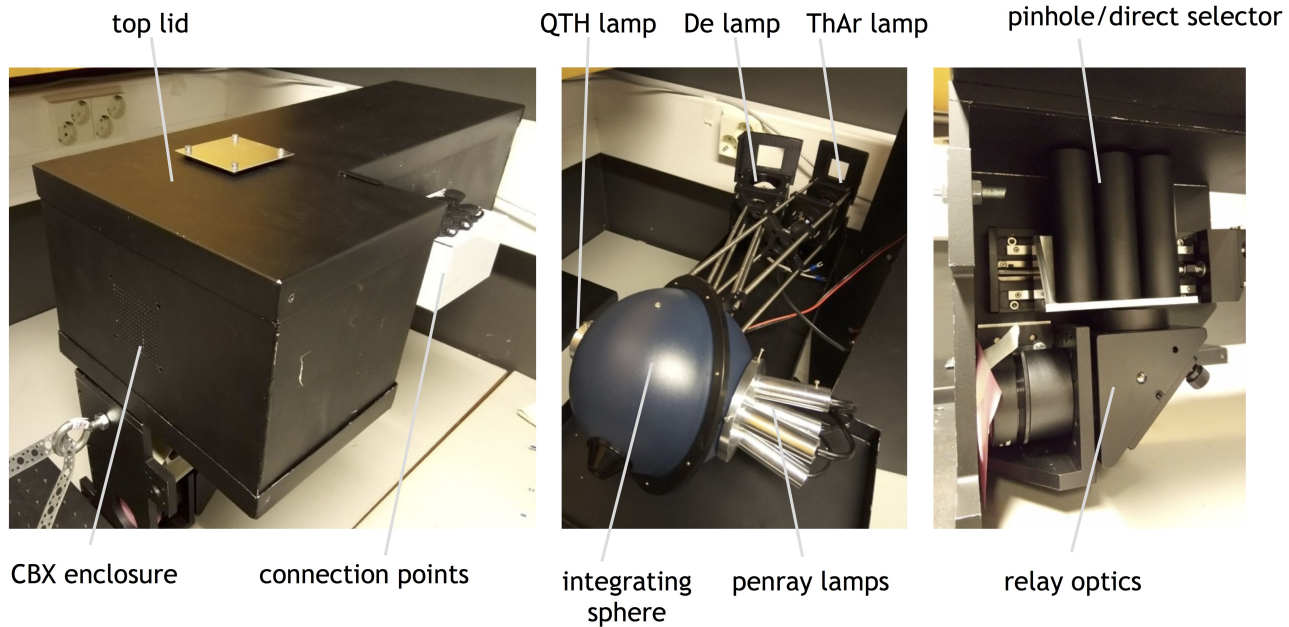 top lid
QTH lamp
De lamp
ThAr lamp
pinhole/direct selector
CBX enclosure
connection points
integrating
sphere
penray lamps
relay optics